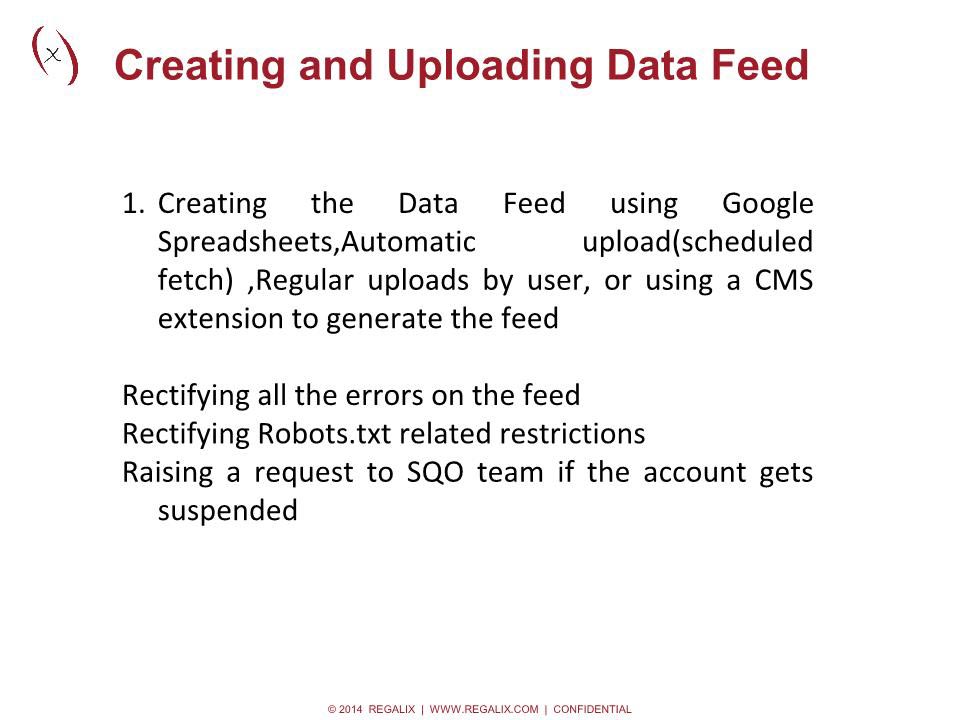 Creating and Uploading Data Feed
1. Creating the Data Feed using Google
Spreadsheets,Automatic upload(scheduled
fetch) ,Regular uploads by user, or using a CMS
extension to generate the feed
Rectifying all the errors on the feed
Rectifying Robots.txt related restrictions
Raising a request to SQO team if the account gets
suspended
© 2014 REGALIX | WWW.REGALIX.COM | CONFIDENTIAL